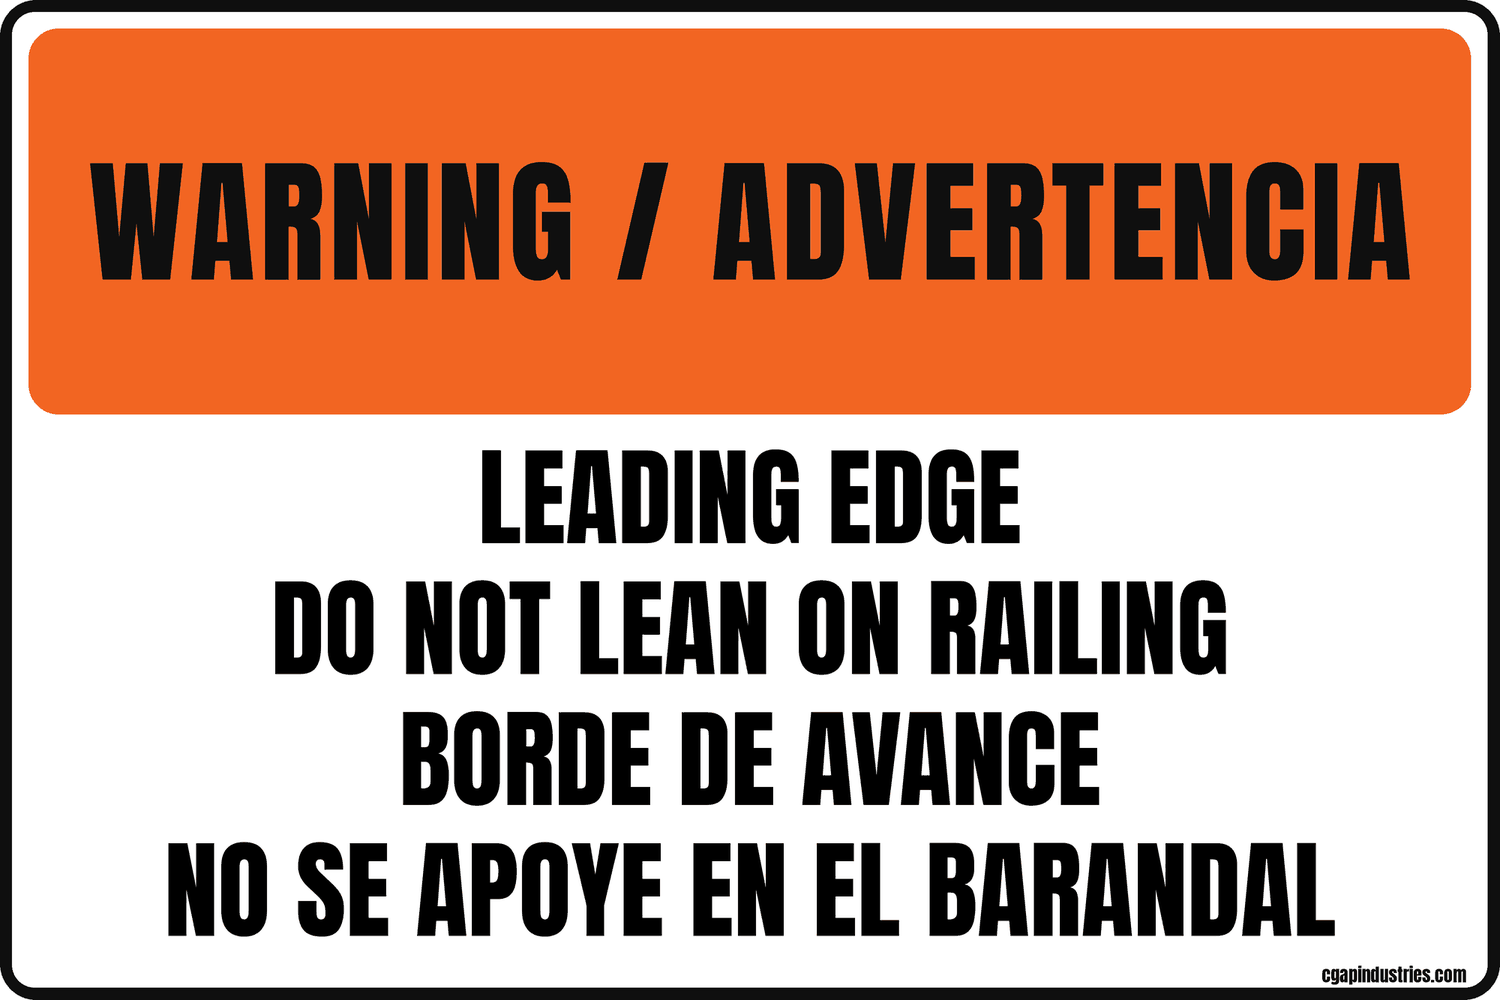 WARNING / ADVERTENCIA
LEADING EDGE
DO NOT LEAN ON RAILING
BORDE DE AVANCE
NO SE APOYE EN EL BARANDAL
cgapindustries.com